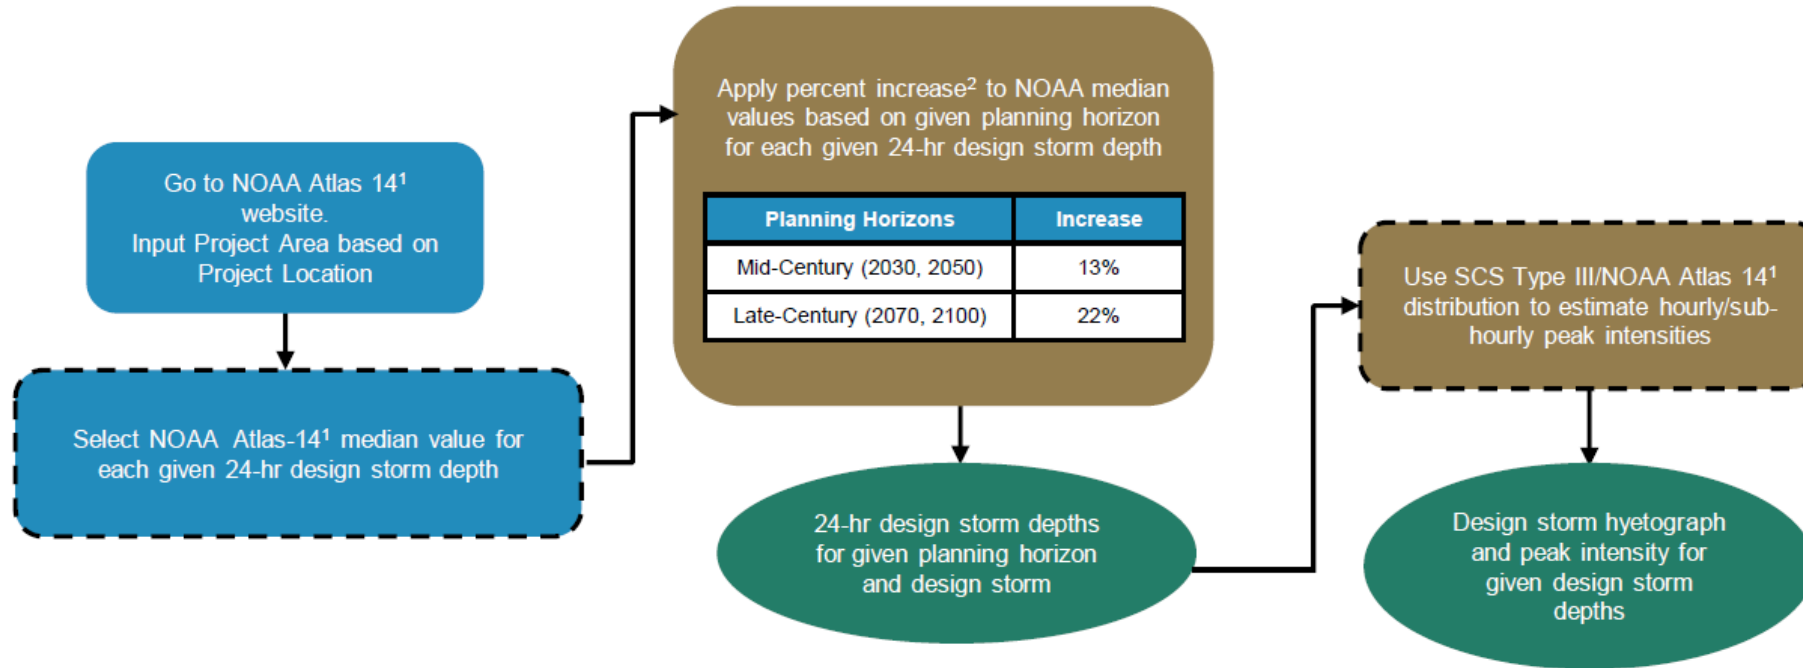 Go to NOAA Atlas 14¹
website.
Input Project Area based on
Project Location
Select NOAA Atlas-14¹ median value for
each given 24-hr design storm depth
Apply percent increase² to NOAA median
values based on given planning horizon
for each given 24-hr design storm depth
Planning Horizons Increase
Mid-Century (2030, 2050) 13%
Late-Century (2070, 2100) 22%
24-hr design storm depths
for given planning horizon
and design storm
Use SCS Type III/NOAA Atlas 14¹
distribution to estimate hourly/sub-
hourly peak intensities
Design storm hyetograph
and peak intensity for
given design storm
depths